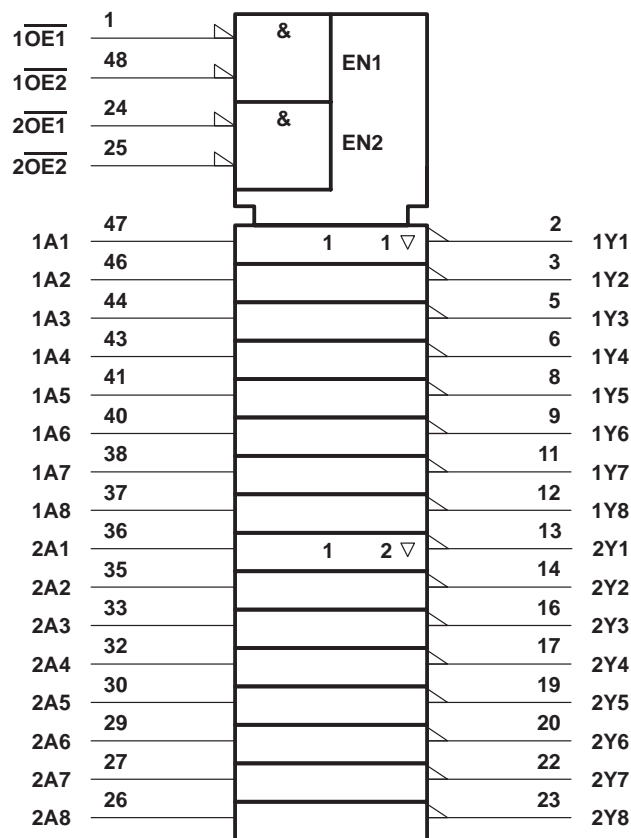 1 & 
1OE1
48 EN1
1OE2
24 &
2OE1
25 EN2
2OE2
47 1 1 ▽ 2
1A1 1Y1
46 3
1A2 1Y2
44 5
1A3 1Y3
43 6
1A4 1Y4
41 8
1A5 1Y5
40 9
1A6 1Y6
38 11
1A7 1Y7
37 12
1A8 1Y8
36 1 2 ▽ 13
2A1 2Y1
35 14
2A2 2Y2
33 16
2A3 2Y3
32 17
2A4 2Y4
30 19
2A5 2Y5
29 20
2A6 2Y6
27 22
2A7 2Y7
26 23
2A8 2Y8